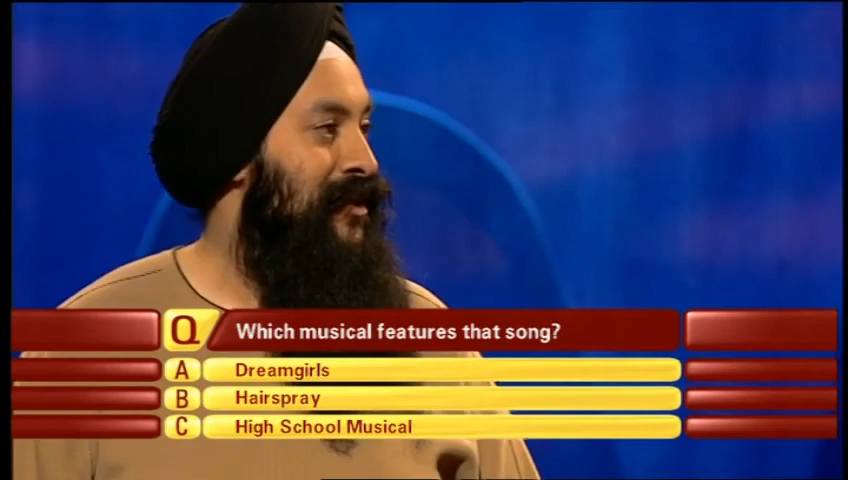 Q Which musical features that song?
A Dreamgirls
B Hairspray
C High School Musical